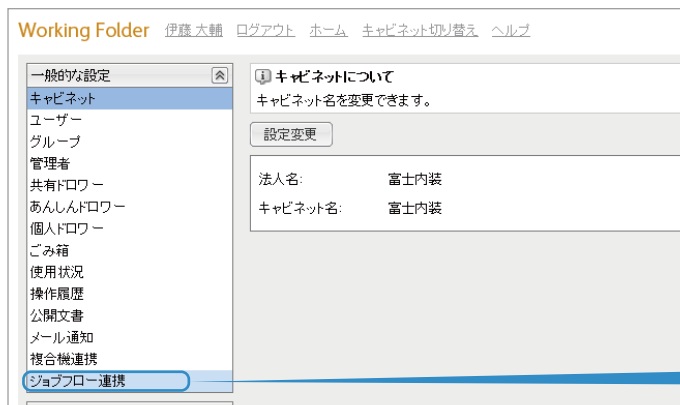 Working Folder 伊藤 大輔 ログアウト ホーム キャビネット切り替え ヘルプ
一般的な設定
キャビネット
ユーザー
グループ
管理者
共有ドロワー
あんしんドロワー
個人ドロワー
ごみ箱
使用状況
操作履歴
公開文書
メール通知
複合機連携
ジョブフロー連携
キャビネットについて
キャビネット名を変更できます。
設定変更
法人名: 富士内装
キャビネット名: 富士内装